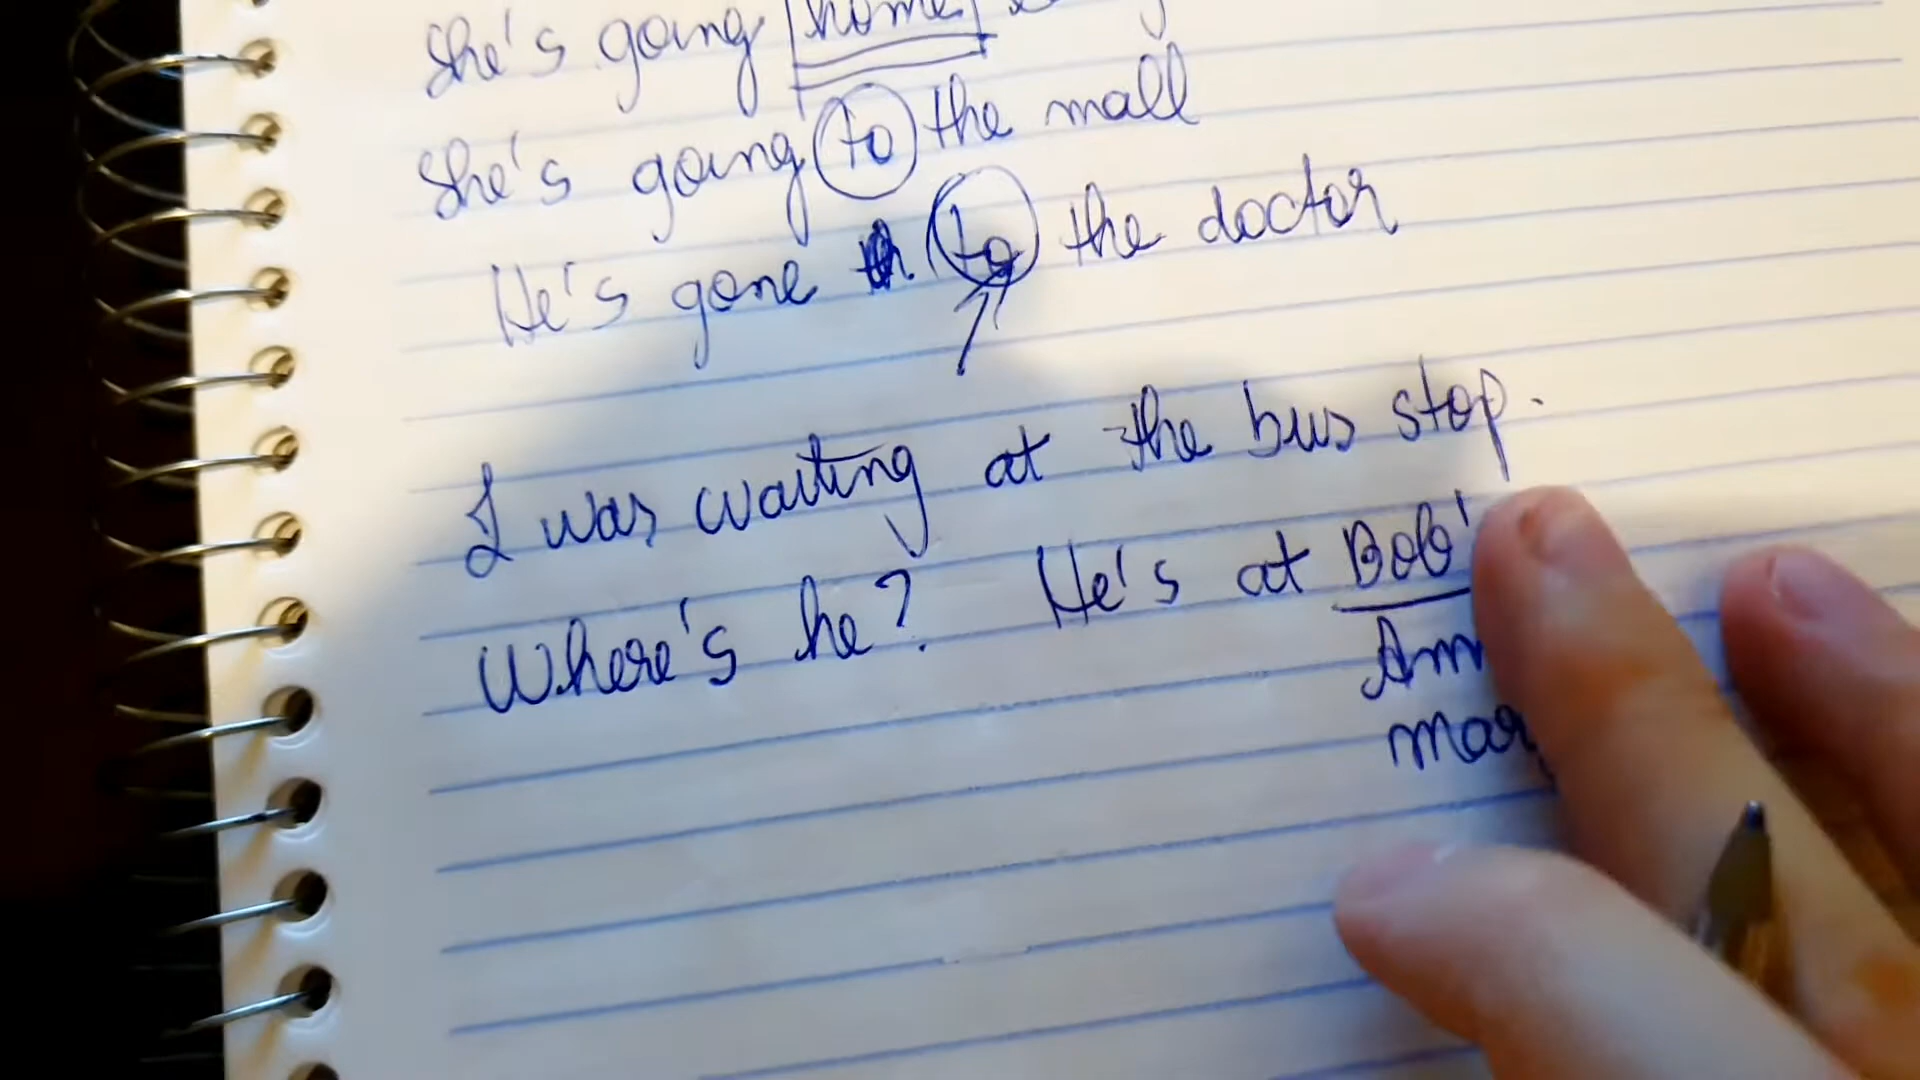 She's going home
She's going to the mall
He's gone to the doctor
I was waiting at the bus stop.
Where's he? He's at Bob'